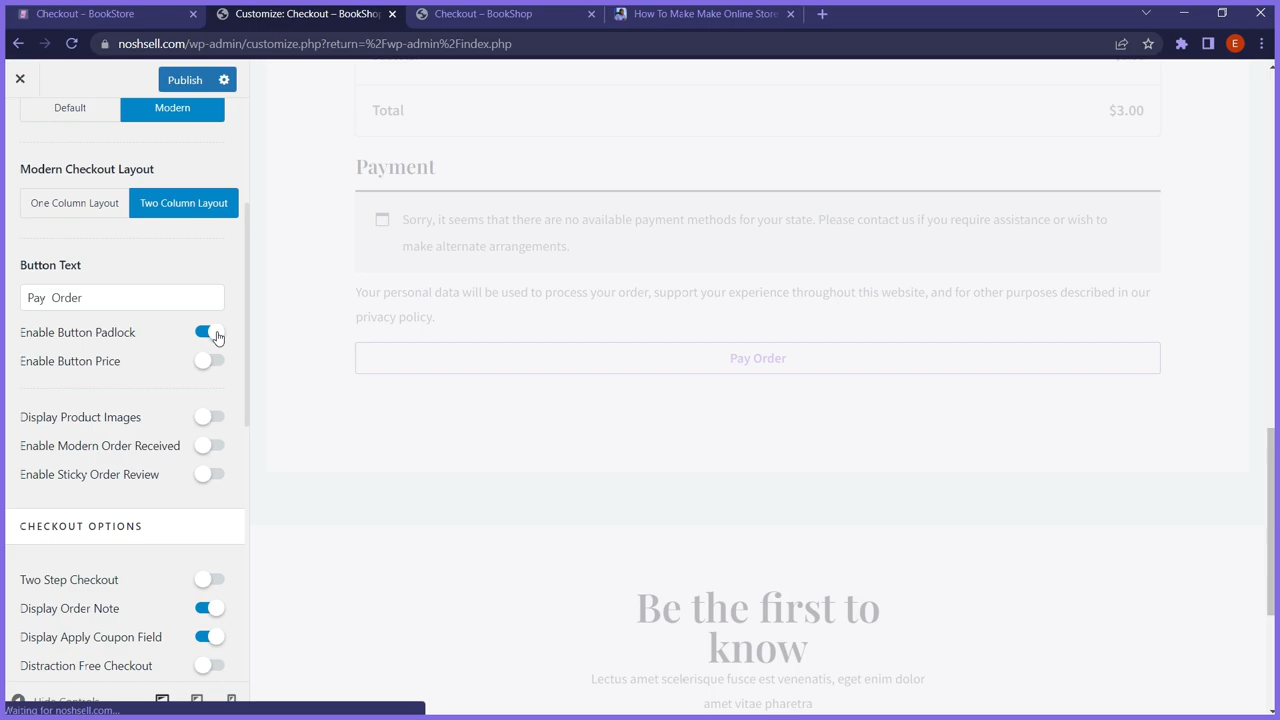 Checkout – BookStore
Customize: Checkout – BookSho
Checkout – BookShop
How To Make Make Online Store
noshsell.com/wp-admin/customize.php?return=%2Fwp-admin%2Findex.php
E
Publish
Default
Modern
Modern Checkout Layout
One Column Layout
Two Column Layout
Button Text
Pay Order
Enable Button Padlock
Enable Button Price
Display Product Images
Enable Modern Order Received
Enable Sticky Order Review
CHECKOUT OPTIONS
Two Step Checkout
Display Order Note
Display Apply Coupon Field
Distraction Free Checkout
Hide Controls
Waiting for noshsell.com...
Total
$3.00
Payment
Sorry, it seems that there are no available payment methods for your state. Please contact us if you require assistance or wish to
make alternate arrangements.
Your personal data will be used to process your order, support your experience throughout this website, and for other purposes described in our
privacy policy.
Pay Order
Be the first to
know
Lectus amet scelerisque fusce est venenatis, eget enim dolor
amet vitae pharetra